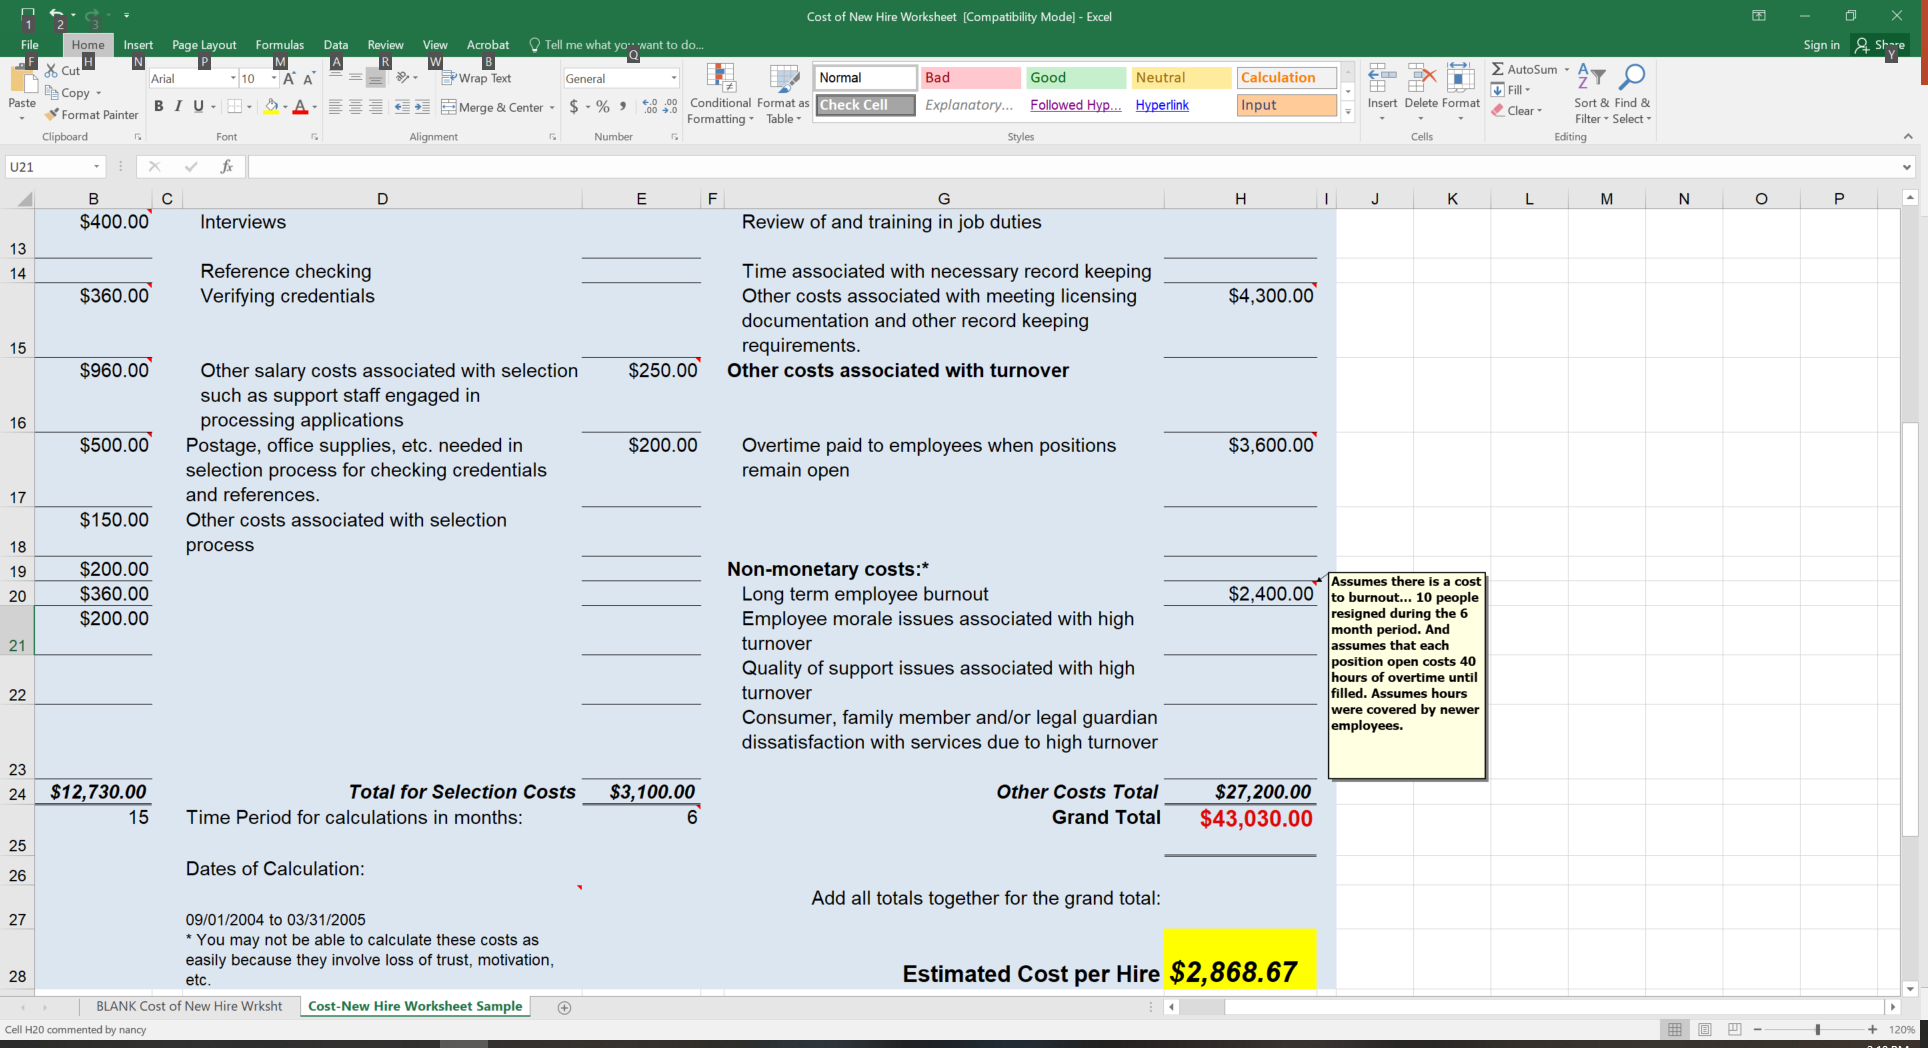 Cost of New Hire Worksheet [Compatibility Mode] - Excel
1 2 3
File Home Insert Page Layout Formulas Data Review View Acrobat Tell me what you want to do... Sign in Share
F H N P M A R W B Q Y
Paste
Cut
Copy
Format Painter
Clipboard
Arial 10
B I U
Font
Wrap Text
Merge & Center
Alignment
General
$ % ,
Number
Conditional Formatting
Format as Table
Normal Bad Good Neutral Calculation
Check Cell Explanatory... Followed Hyp... Hyperlink Input
Styles
Insert Delete Format
Cells
AutoSum
Fill
Clear
Sort & Filter
Find & Select
Editing
U21 fx
B C D E F G H I J K L M N O P
13 $400.00 Interviews Review of and training in job duties
14 Reference checking Time associated with necessary record keeping
15 $360.00 Verifying credentials Other costs associated with meeting licensing $4,300.00
documentation and other record keeping
requirements.
16 $960.00 Other salary costs associated with selection $250.00 Other costs associated with turnover
such as support staff engaged in
processing applications
17 $500.00 Postage, office supplies, etc. needed in $200.00 Overtime paid to employees when positions $3,600.00
selection process for checking credentials remain open
and references.
18 $150.00 Other costs associated with selection
process
19 $200.00 Non-monetary costs:*
20 $360.00 Long term employee burnout $2,400.00
21 $200.00 Employee morale issues associated with high
turnover
22 Quality of support issues associated with high
turnover
23 Consumer, family member and/or legal guardian
dissatisfaction with services due to high turnover
24 $12,730.00 Total for Selection Costs $3,100.00 Other Costs Total $27,200.00
25 15 Time Period for calculations in months: 6 Grand Total $43,030.00
26 Dates of Calculation:
27 Add all totals together for the grand total:
09/01/2004 to 03/31/2005
28 * You may not be able to calculate these costs as
easily because they involve loss of trust, motivation,
etc.
Estimated Cost per Hire $2,868.67
Assumes there is a cost
to burnout... 10 people
resigned during the 6
month period. And
assumes that each
position open costs 40
hours of overtime until
filled. Assumes hours
were covered by newer
employees.
BLANK Cost of New Hire Wrksht Cost-New Hire Worksheet Sample
Cell H20 commented by nancy 120%